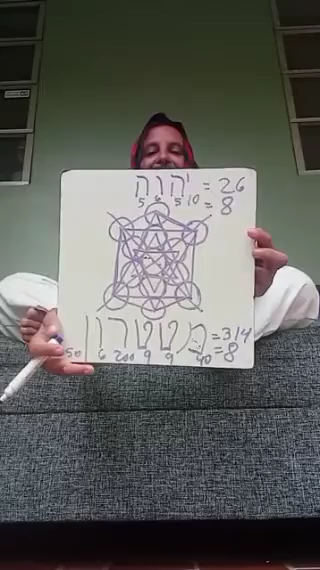 יהוה = 26
5 6 5 10 = 8
מטטרון = 314
50 6 200 9 9 40 = 8